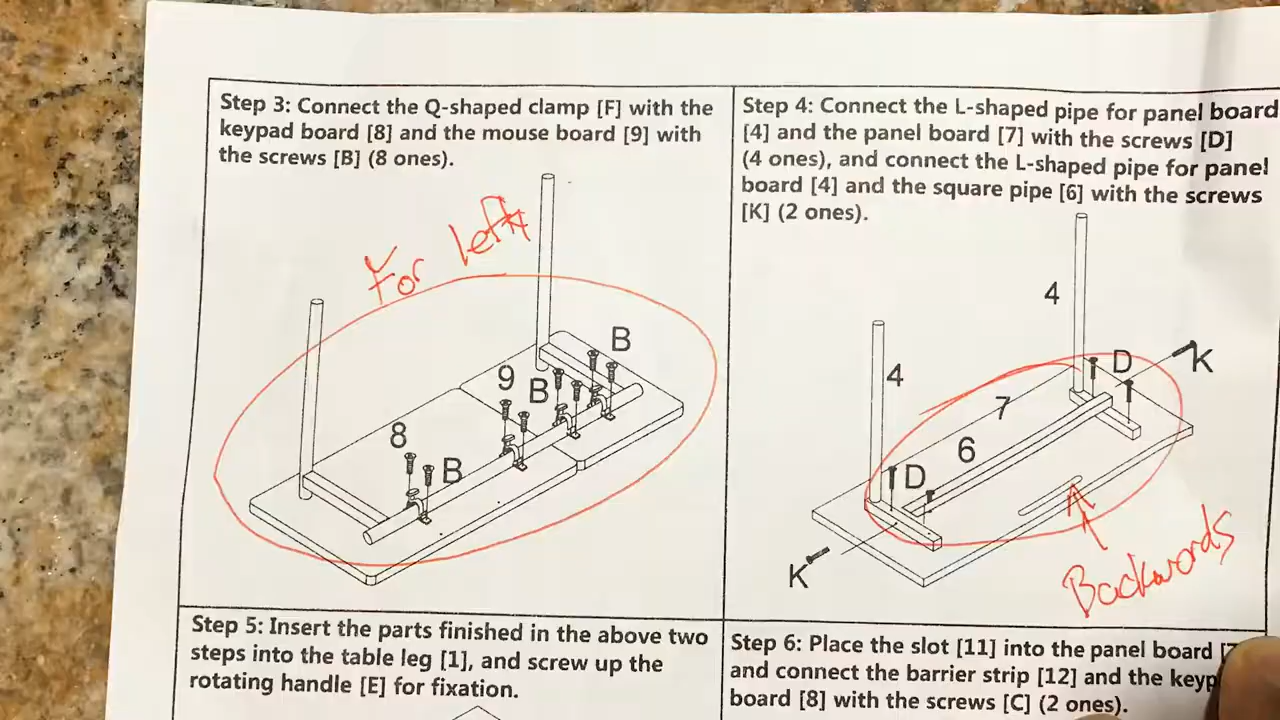 Step 3: Connect the Q-shaped clamp [F] with the
keypad board [8] and the mouse board [9] with
the screws [B] (8 ones).
For left
B
9
B
8
B
Step 4: Connect the L-shaped pipe for panel board
[4] and the panel board [7] with the screws [D]
(4 ones), and connect the L-shaped pipe for panel
board [4] and the square pipe [6] with the screws
[K] (2 ones).
4
K
D
4
7
6
D
K
Backwords
Step 5: Insert the parts finished in the above two
steps into the table leg [1], and screw up the
rotating handle [E] for fixation.
Step 6: Place the slot [11] into the panel board [7
and connect the barrier strip [12] and the keyp
board [8] with the screws [C] (2 ones).